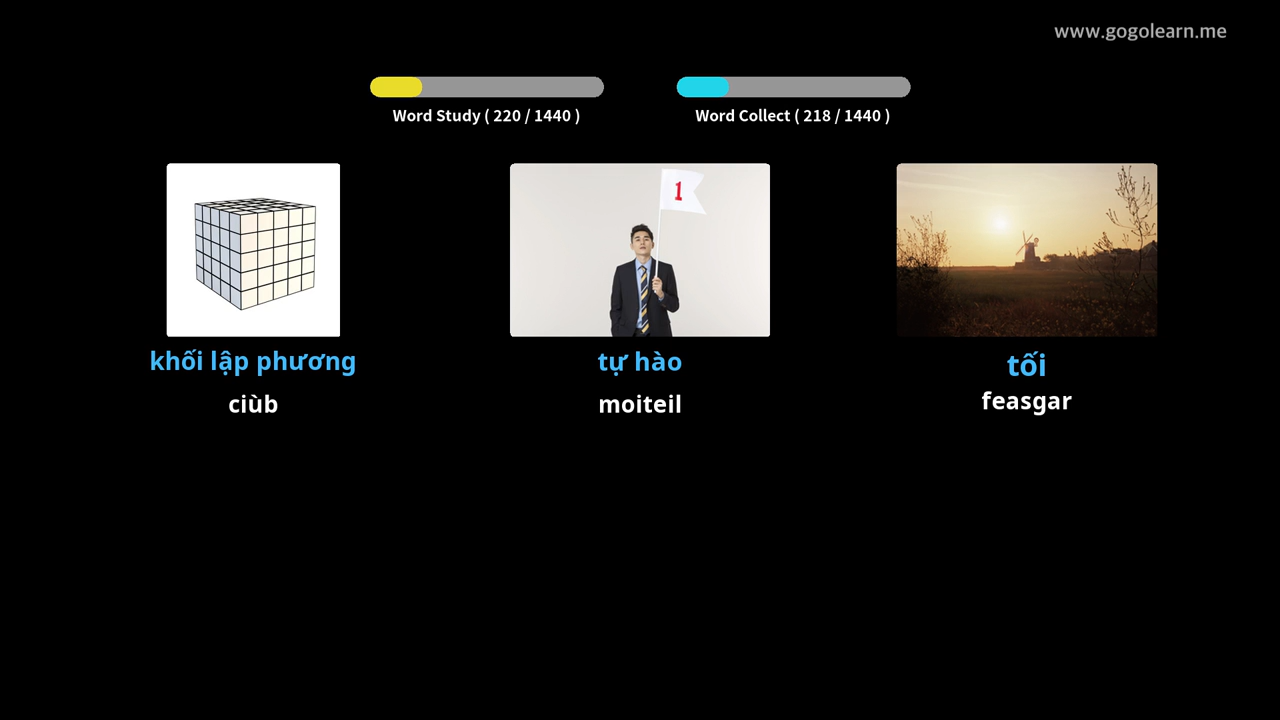 www.gogolearn.me
Word Study ( 220 / 1440 )
Word Collect ( 218 / 1440 )
1
khối lập phương
tự hào
tối
ciùb
moiteil
feasgar